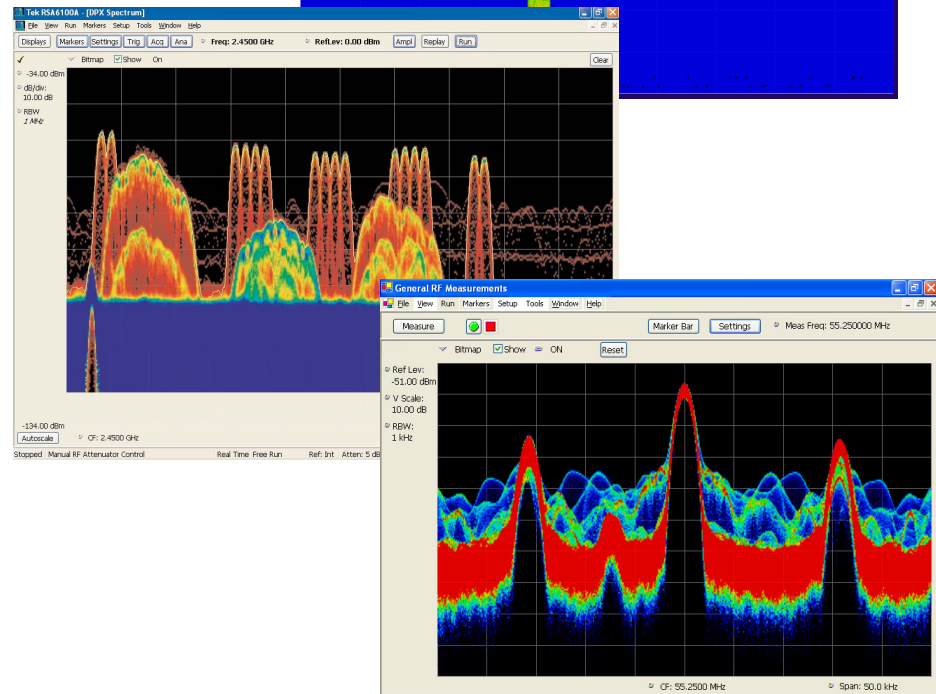 Tek RSA6100A - [DPX Spectrum]
File View Run Markers Setup Tools Window Help
Displays Markers Settings Trig Acq Ana Freq: 2.4500 GHz RefLev: 0.00 dBm Ampl Replay Run
Bitmap Show On Clear
-34.00 dBm
dB/div:
10.00 dB
RBW
1 MHz
-134.00 dBm
Autoscale CF: 2.4500 GHz
Stopped Manual RF Attenuator Control Real Time Free Run Ref: Int Atten: 5 dB
General RF Measurements
File View Run Markers Setup Tools Window Help
Measure Marker Bar Settings Meas Freq: 55.250000 MHz
Bitmap Show ON Reset
Ref Lev:
-51.00 dBm
V Scale:
10.00 dB
RBW:
1 kHz
CF: 55.2500 MHz Span: 50.0 kHz